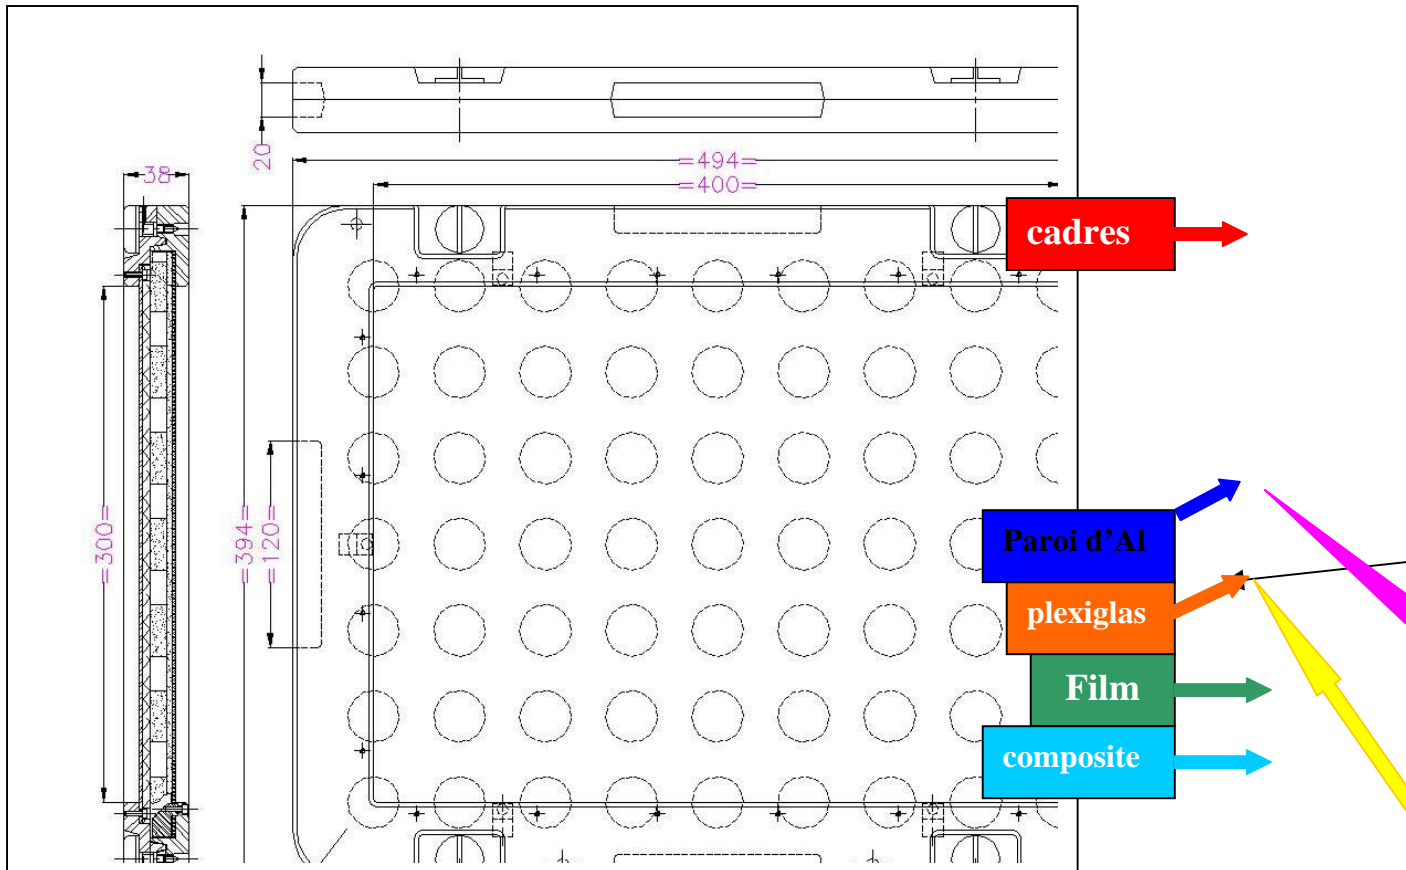 20
=494=
38
=400=
cadres
=300=
=394=
=120=
Paroi d’Al
plexiglas
Film
composite